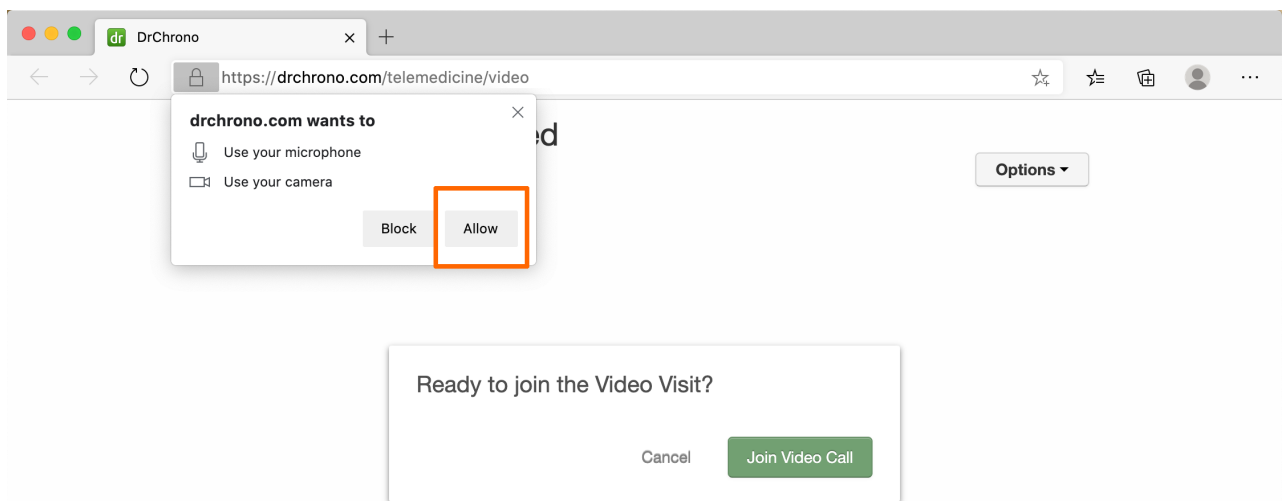 dr DrChrono
https://drchrono.com/telemedicine/video
drchrono.com wants to
Use your microphone
Use your camera
Block Allow
ed
Options
Ready to join the Video Visit?
Cancel Join Video Call